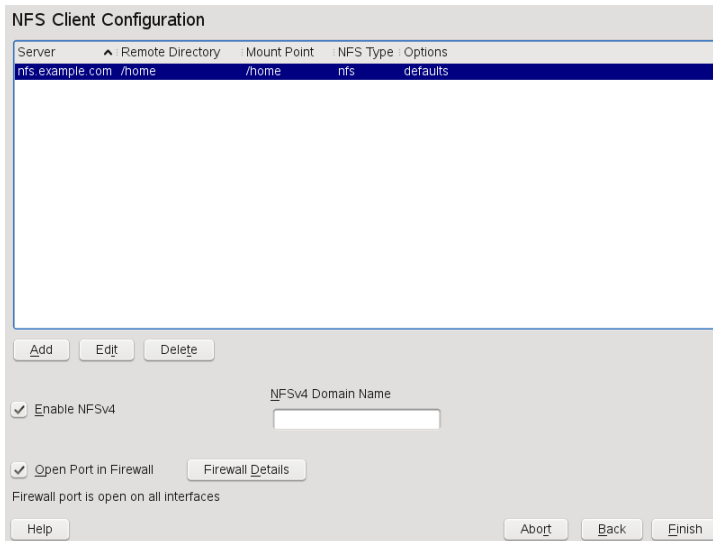 NFS Client Configuration
Server Remote Directory Mount Point NFS Type Options
nfs.example.com /home /home nfs defaults
Add Edit Delete
NFSv4 Domain Name
Enable NFSv4
Open Port in Firewall Firewall Details
Firewall port is open on all interfaces
Help Abort Back Finish